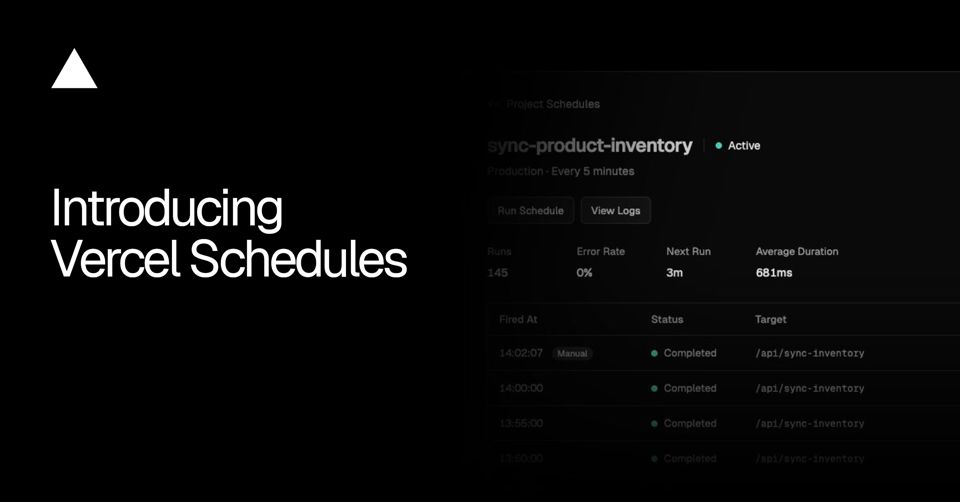 Introducing
Vercel Schedules
Project Schedules
sync-product-inventory Active
Production · Every 5 minutes
Run Schedule View Logs
Runs Error Rate Next Run Average Duration
145 0% 3m 681ms
Fired At Status Target
14:02:07 Manual Completed /api/sync-inventory
14:00:00 Completed /api/sync-inventory
13:55:00 Completed /api/sync-inventory
13:50:00 Completed /api/sync-inventory